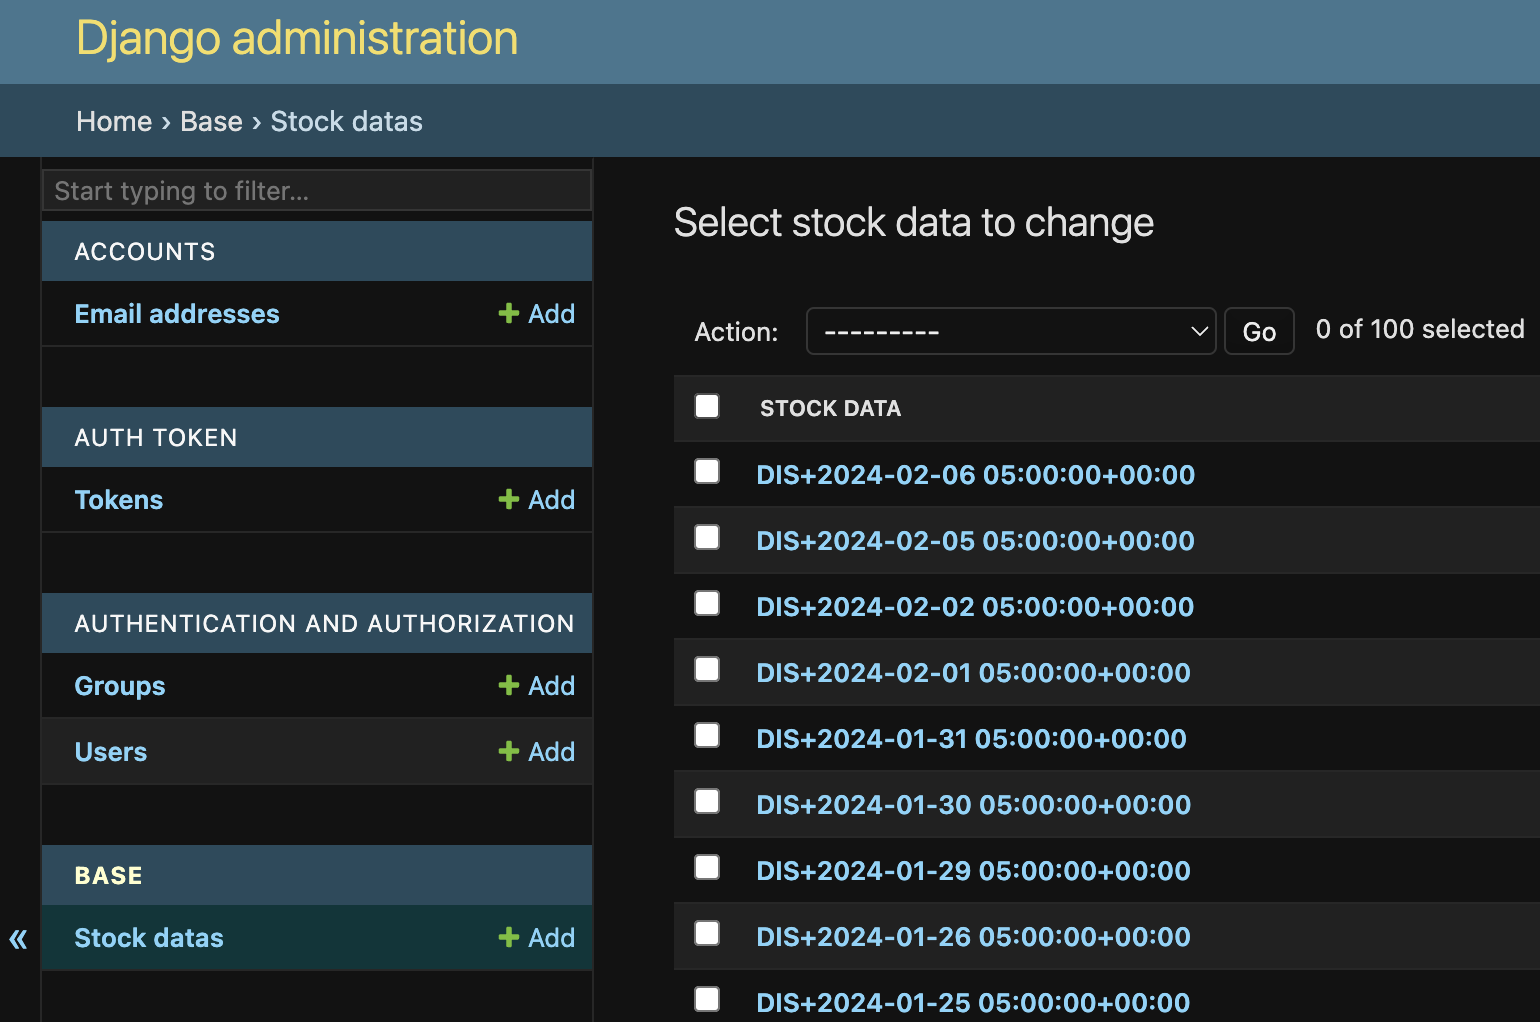 Django administration
Home › Base › Stock datas
Start typing to filter...
ACCOUNTS
Email addresses + Add
AUTH TOKEN
Tokens + Add
AUTHENTICATION AND AUTHORIZATION
Groups + Add
Users + Add
BASE
Stock datas + Add
«
Select stock data to change
Action: --------- Go 0 of 100 selected
STOCK DATA
DIS+2024-02-06 05:00:00+00:00
DIS+2024-02-05 05:00:00+00:00
DIS+2024-02-02 05:00:00+00:00
DIS+2024-02-01 05:00:00+00:00
DIS+2024-01-31 05:00:00+00:00
DIS+2024-01-30 05:00:00+00:00
DIS+2024-01-29 05:00:00+00:00
DIS+2024-01-26 05:00:00+00:00
DIS+2024-01-25 05:00:00+00:00